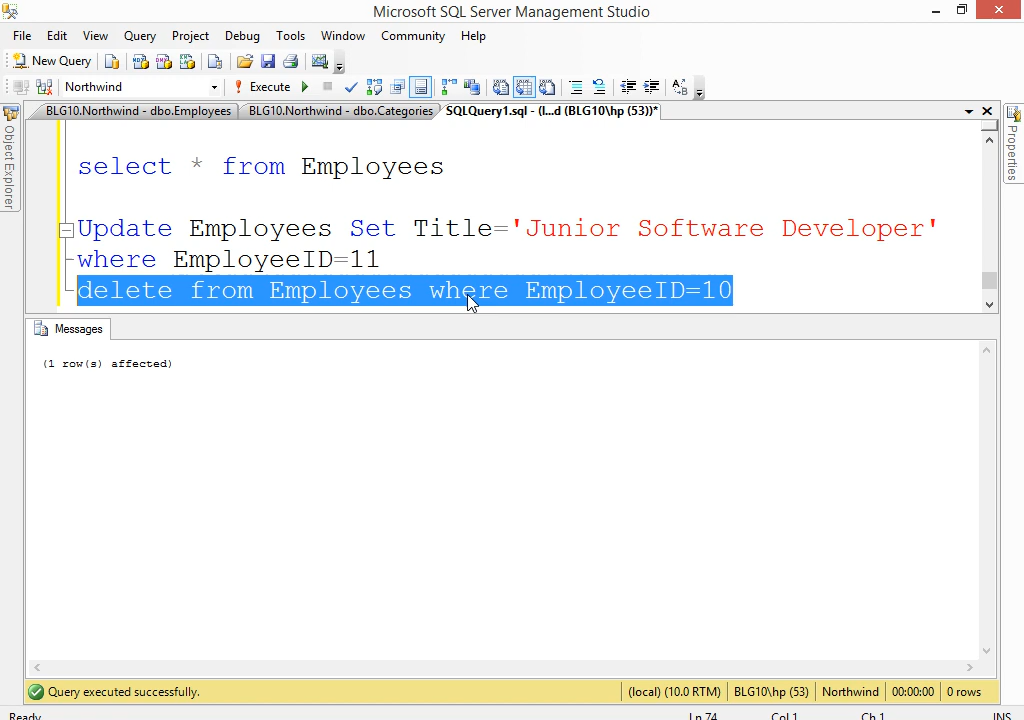 Microsoft SQL Server Management Studio
File Edit View Query Project Debug Tools Window Community Help
New Query
Northwind Execute
BLG10.Northwind - dbo.Employees BLG10.Northwind - dbo.Categories SQLQuery1.sql - (l...d (BLG10\hp (53))*
Object Explorer
Properties
select * from Employees
Update Employees Set Title='Junior Software Developer'
where EmployeeID=11
delete from Employees where EmployeeID=10
Messages
(1 row(s) affected)
Query executed successfully. (local) (10.0 RTM) BLG10\hp (53) Northwind 00:00:00 0 rows
Ready Ln 74 Col 1 Ch 1 INS